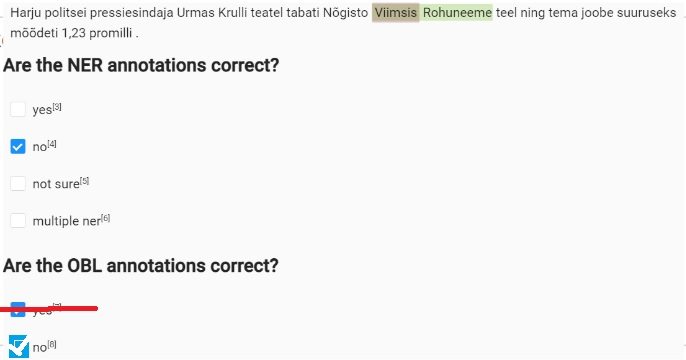 Harju politsei pressiesindaja Urmas Krulli teatel tabati Nõgisto Viimsis Rohuneeme teel ning tema joobe suuruseks
mõõdeti 1,23 promilli .
Are the NER annotations correct?
yes[3]
no[4]
not sure[5]
multiple ner[6]
Are the OBL annotations correct?
yes[7]
no[8]